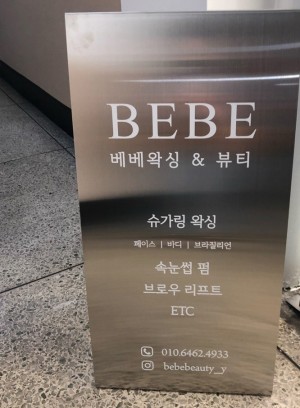 BEBE
베베왁싱 & 뷰티
슈가링 왁싱
페이스 | 바디 | 브라질리언
속눈썹 펌
브로우 리프트
ETC
010.6462.4933
bebebeauty_y